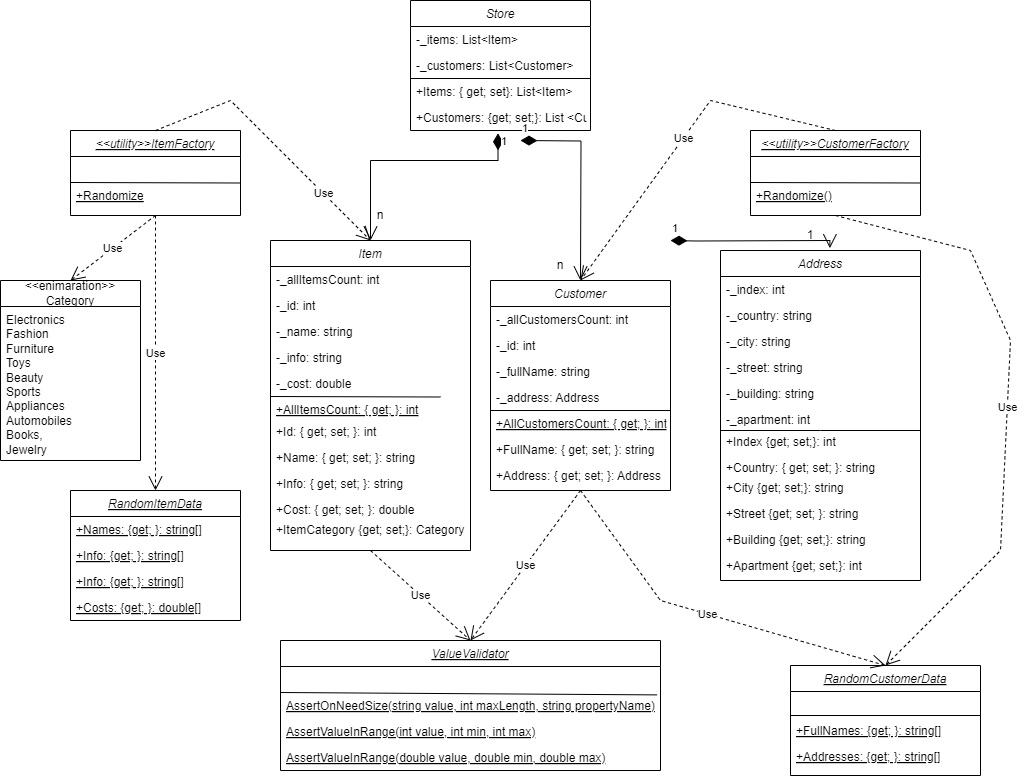 Store
-_items: List<Item>
-_customers: List<Customer>
+Items: { get; set}: List<Item>
+Customers: {get; set;}: List <Cu
1
1
n
n
<<utility>>ItemFactory
+Randomize
Use
Use
Use
<<utility>>CustomerFactory
+Randomize()
Use
Use
1
1
<<enimaration>>
Category
Electronics
Fashion
Furniture
Toys
Beauty
Sports
Appliances
Automobiles
Books,
Jewelry
Item
-_allItemsCount: int
-_id: int
-_name: string
-_info: string
-_cost: double
+AllItemsCount: { get; }: int
+Id: { get; set; }: int
+Name: { get; set; }: string
+Info: { get; set; }: string
+Cost: { get; set; }: double
+ItemCategory {get; set;}: Category
Customer
-_allCustomersCount: int
-_id: int
-_fullName: string
-_address: Address
+AllCustomersCount: { get; }: int
+FullName: { get; set; }: string
+Address: { get; set; }: Address
Address
-_index: int
-_country: string
-_city: string
-_street: string
-_building: string
-_apartment: int
+Index {get; set;}: int
+Country: { get; set; }: string
+City {get; set;}: string
+Street {get; set; }: string
+Building {get; set;}: string
+Apartment {get; set;}: int
RandomItemData
+Names: {get; }: string[]
+Info: {get; }: string[]
+Info: {get; }: string[]
+Costs: {get; }: double[]
Use
Use
Use
ValueValidator
AssertOnNeedSize(string value, int maxLength, string propertyName)
AssertValueInRange(int value, int min, int max)
AssertValueInRange(double value, double min, double max)
RandomCustomerData
+FullNames: {get; }: string[]
+Addresses: {get; }: string[]